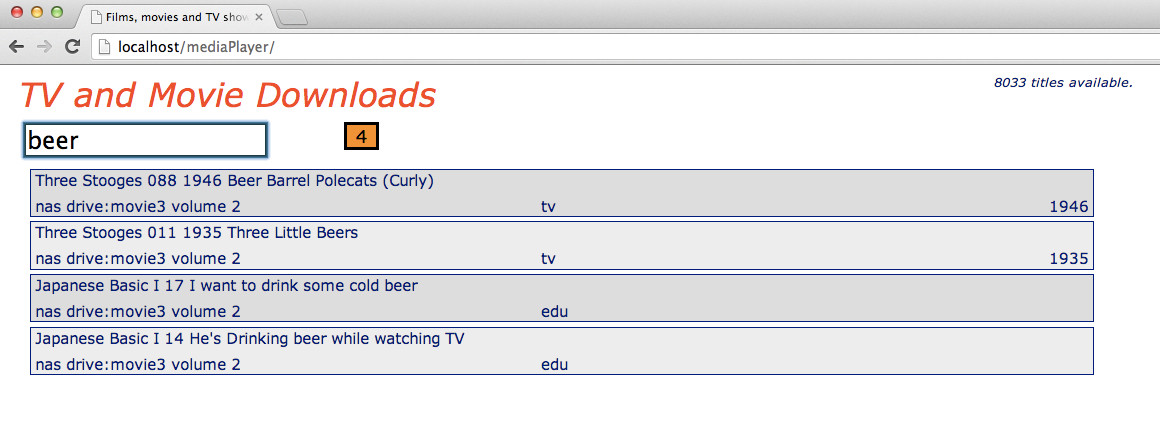 Films, movies and TV show
localhost/mediaPlayer/
TV and Movie Downloads
8033 titles available.
beer
4
Three Stooges 088 1946 Beer Barrel Polecats (Curly)
nas drive:movie3 volume 2 tv 1946
Three Stooges 011 1935 Three Little Beers
nas drive:movie3 volume 2 tv 1935
Japanese Basic I 17 I want to drink some cold beer
nas drive:movie3 volume 2 edu
Japanese Basic I 14 He's Drinking beer while watching TV
nas drive:movie3 volume 2 edu